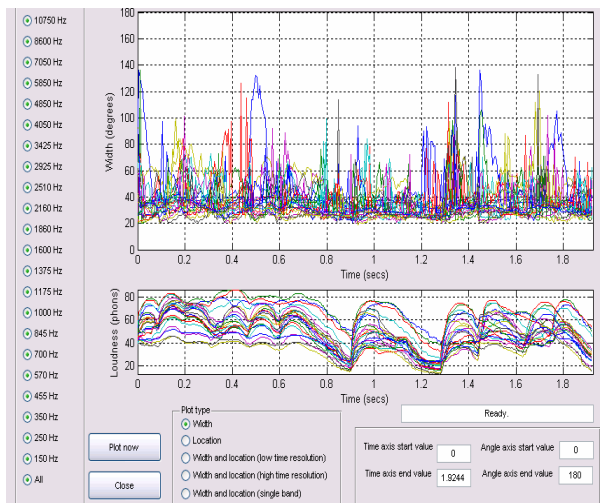 10750 Hz
8600 Hz
7050 Hz
5850 Hz
4850 Hz
4050 Hz
3425 Hz
2925 Hz
2510 Hz
2160 Hz
1860 Hz
1600 Hz
1375 Hz
1175 Hz
1000 Hz
845 Hz
700 Hz
570 Hz
455 Hz
350 Hz
250 Hz
150 Hz
All
Width (degrees)
180
160
140
120
100
80
60
40
20
0
0 0.2 0.4 0.6 0.8 1 1.2 1.4 1.6 1.8
Time (secs)
Loudness (phons)
80
60
40
20
0 0.2 0.4 0.6 0.8 1 1.2 1.4 1.6 1.8
Time (secs)
Ready.
Plot now
Close
Plot type
Width
Location
Width and location (low time resolution)
Width and location (high time resolution)
Width and location (single band)
Time axis start value 0 Angle axis start value 0
Time axis end value 1.9244 Angle axis end value 180